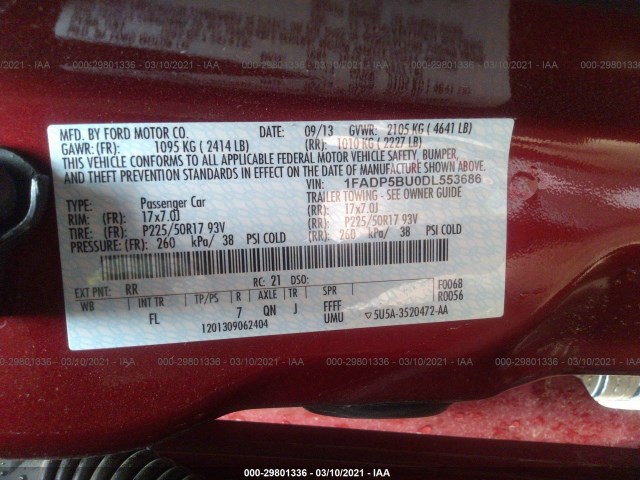 000-29801336 - 03/10/2021 - IAA
MFD. BY FORD MOTOR CO. DATE: 09/13 GVWR: 2105 KG ( 4641 LB)
GAWR: (FR): 1095 KG ( 2414 LB) (RR): 1010 KG ( 2227 LB)
THIS VEHICLE CONFORMS TO ALL APPLICABLE FEDERAL MOTOR VEHICLE SAFETY, BUMPER,
AND THEFT PREVENTION STANDARDS IN EFFECT ON THE DATE OF MANUFACTURE SHOWN ABOVE.
VIN: 1FADP5BU0DL553686
TYPE: Passenger Car TRAILER TOWING - SEE OWNER GUIDE
RIM: (FR): 17x7.0J (RR): 17x7.0J
TIRE: (FR): P225/50R17 93V (RR): P225/50R17 93V
PRESSURE: (FR): 260 kPa/ 38 PSI COLD (RR): 260 kPa/ 38 PSI COLD
EXT PNT: RR RC: 21 DSO: F0068
WB INT TR TP/PS R AXLE TR SPR R0056
FL 7 QN J FFFF
1201309062404 UMU 5U5A-3520472-AA
000-29801336 - 03/10/2021 - IAA